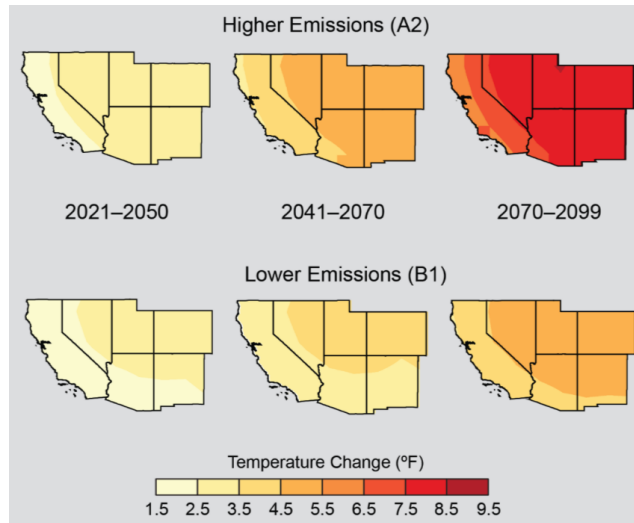 Higher Emissions (A2)
2021–2050 2041–2070 2070–2099
Lower Emissions (B1)
Temperature Change (ºF)
1.5 2.5 3.5 4.5 5.5 6.5 7.5 8.5 9.5